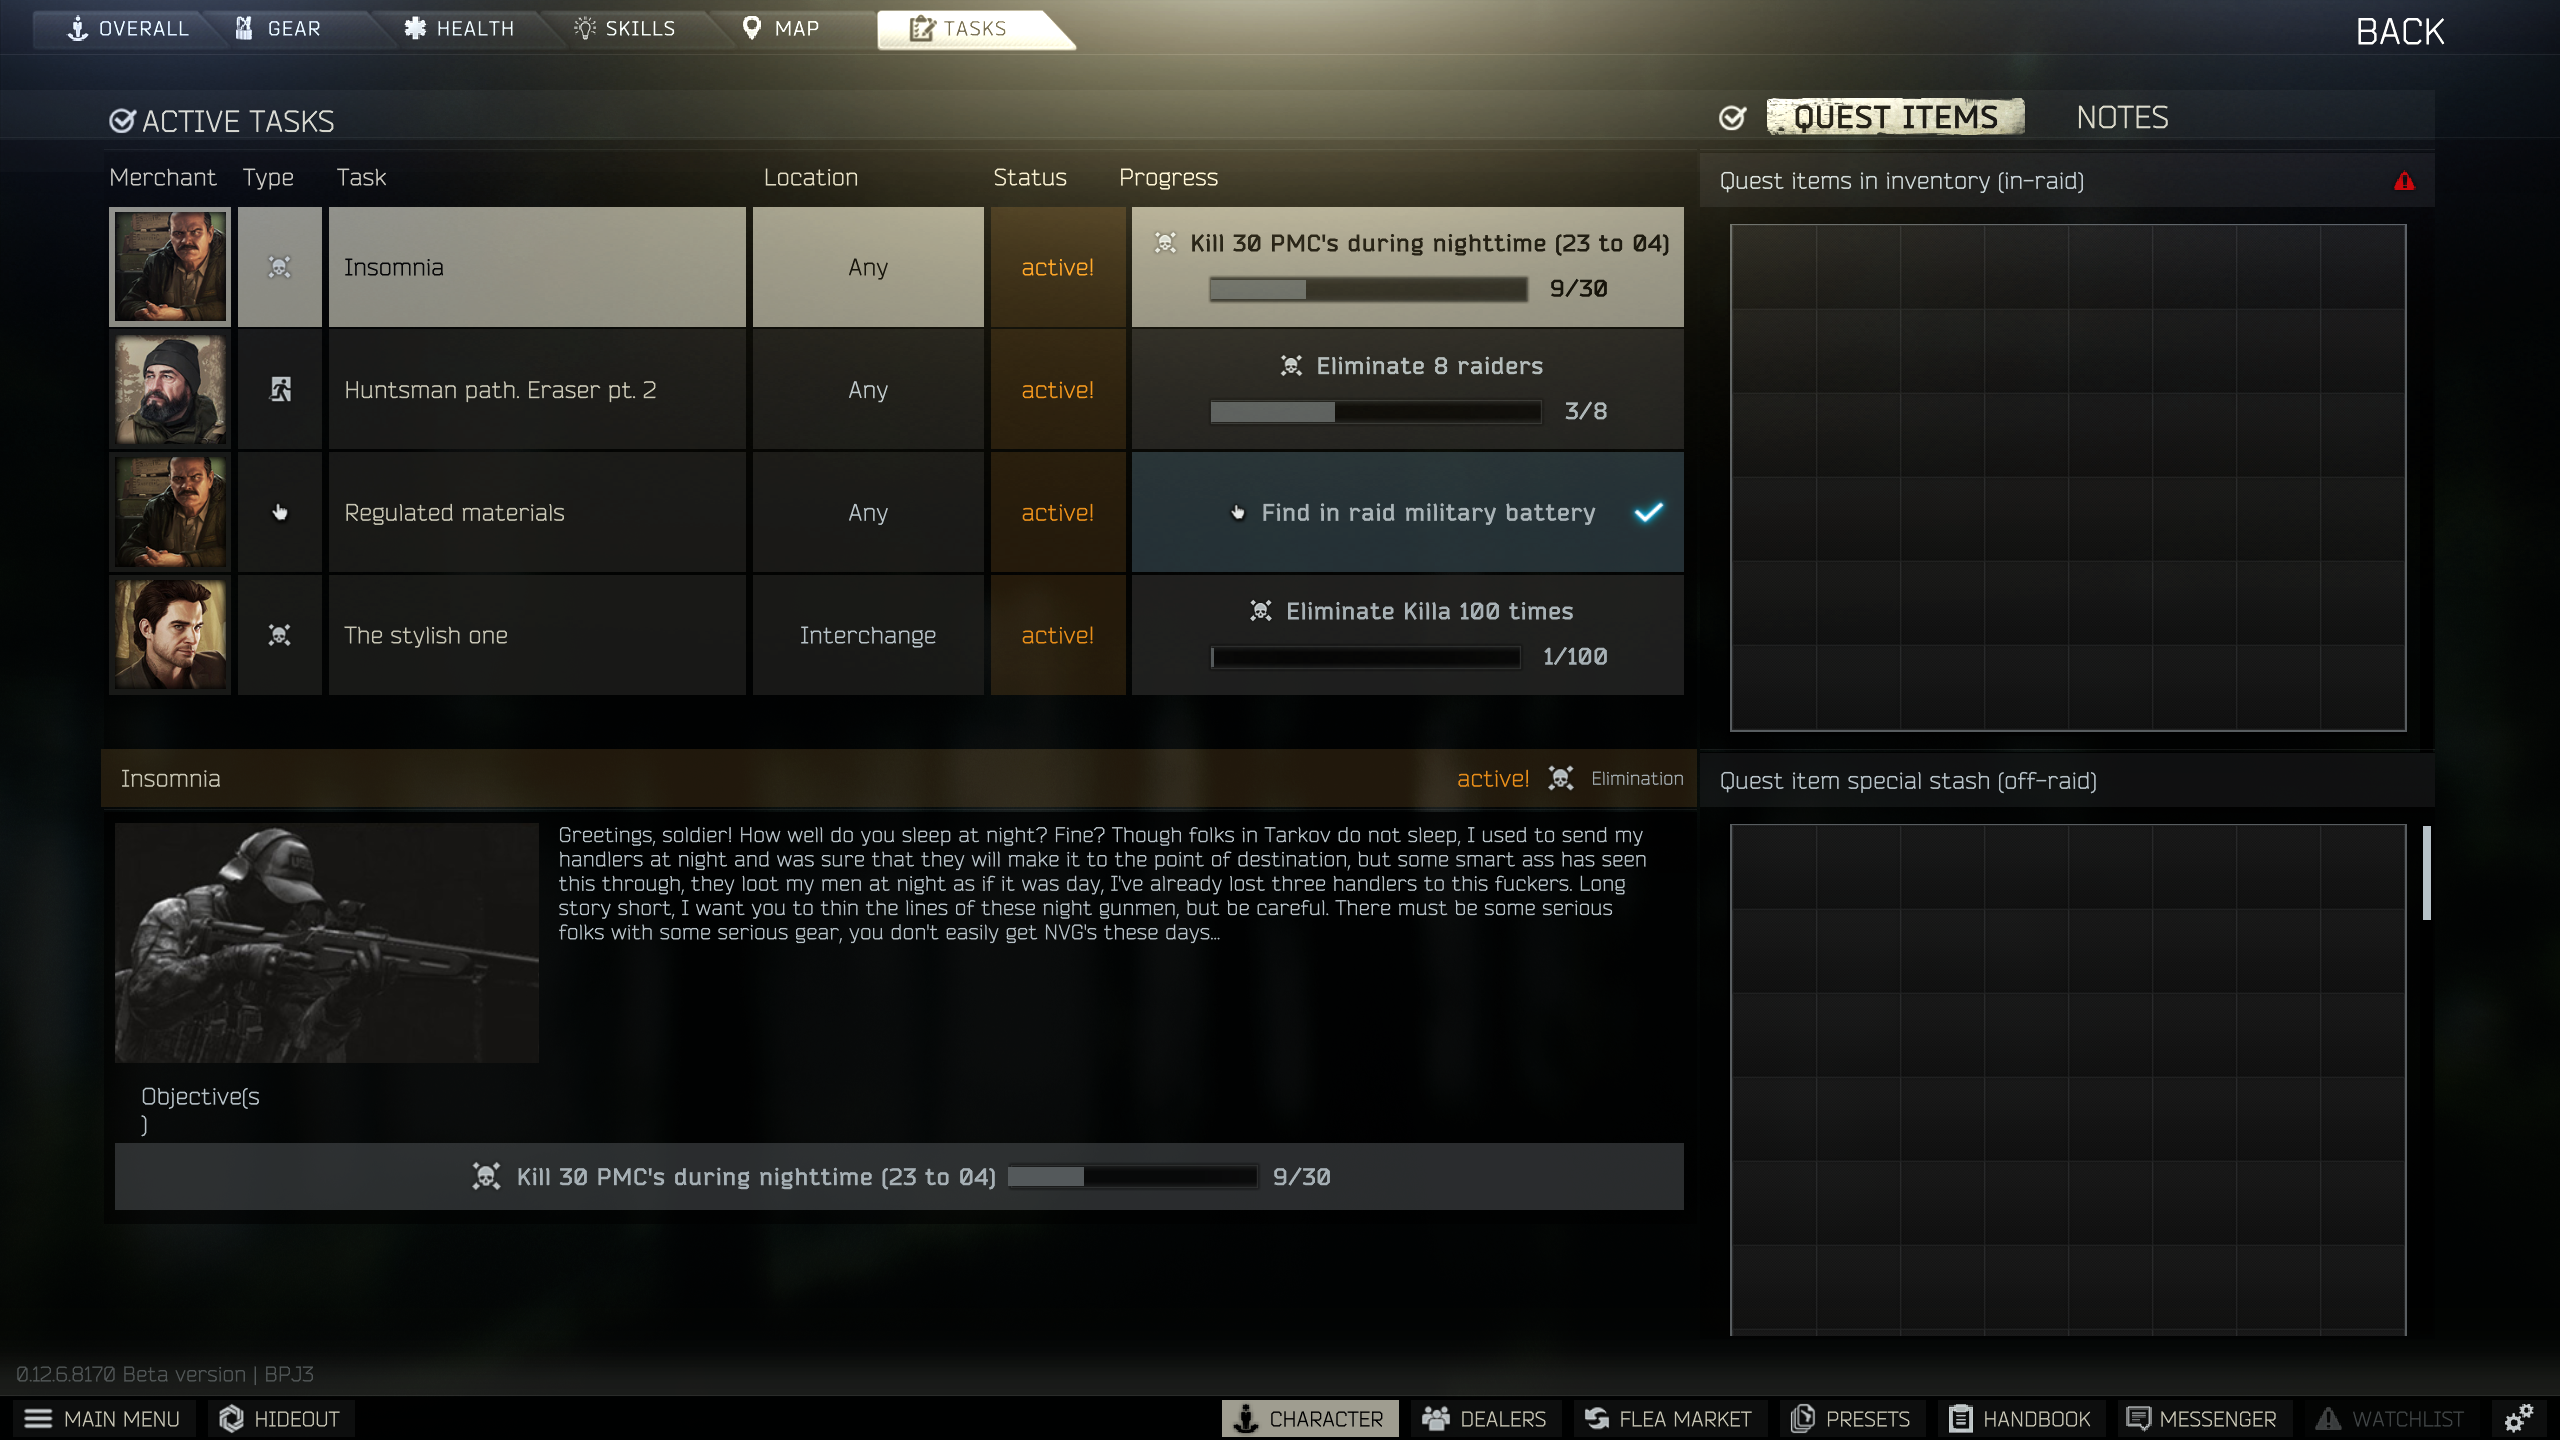 OVERALL
GEAR
HEALTH
SKILLS
MAP
TASKS
BACK
ACTIVE TASKS
Merchant Type Task Location Status Progress
Insomnia Any active! Kill 30 PMC's during nighttime (23 to 04)
9/30
Huntsman path. Eraser pt. 2 Any active! Eliminate 8 raiders
3/8
Regulated materials Any active! Find in raid military battery
The stylish one Interchange active! Eliminate Killa 100 times
1/100
QUEST ITEMS NOTES
Quest items in inventory (in-raid)
Insomnia active! Elimination
Greetings, soldier! How well do you sleep at night? Fine? Though folks in Tarkov do not sleep, I used to send my
handlers at night and was sure that they will make it to the point of destination, but some smart ass has seen
this through, they loot my men at night as if it was day, I've already lost three handlers to this fuckers. Long
story short, I want you to thin the lines of these night gunmen, but be careful. There must be some serious
folks with some serious gear, you don't easily get NVG's these days...
Objective(s
)
Kill 30 PMC's during nighttime (23 to 04) 9/30
Quest item special stash (off-raid)
0.12.6.8170 Beta version | BPJ3
MAIN MENU
HIDEOUT
CHARACTER
DEALERS
FLEA MARKET
PRESETS
HANDBOOK
MESSENGER
WATCHLIST